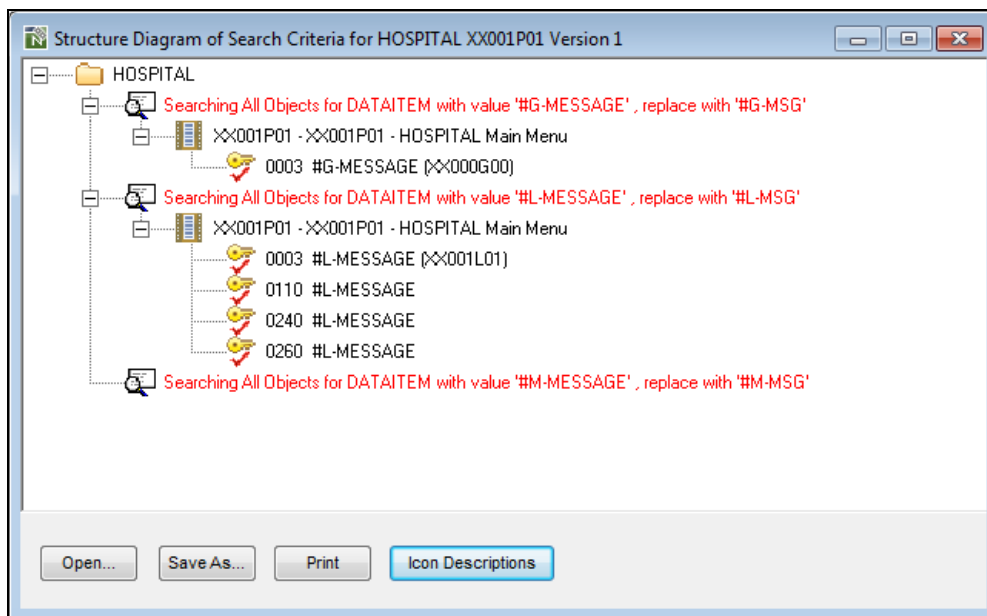 Structure Diagram of Search Criteria for HOSPITAL XX001P01 Version 1
HOSPITAL
Searching All Objects for DATAITEM with value '#G-MESSAGE' , replace with '#G-MSG'
XX001P01 - XX001P01 - HOSPITAL Main Menu
0003 #G-MESSAGE (XX000G00)
Searching All Objects for DATAITEM with value '#L-MESSAGE' , replace with '#L-MSG'
XX001P01 - XX001P01 - HOSPITAL Main Menu
0003 #L-MESSAGE (XX001L01)
0110 #L-MESSAGE
0240 #L-MESSAGE
0260 #L-MESSAGE
Searching All Objects for DATAITEM with value '#M-MESSAGE' , replace with '#M-MSG'
Open... Save As... Print Icon Descriptions